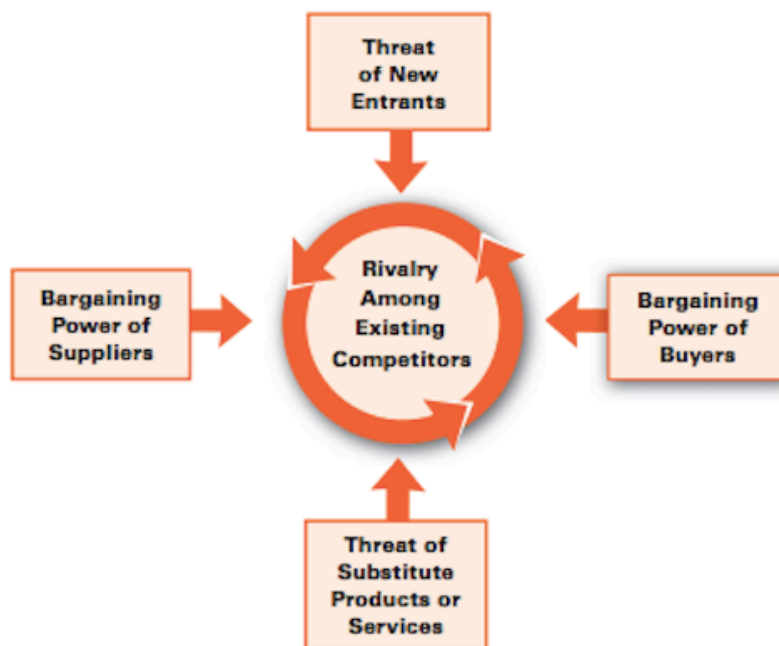 Threat
of New
Entrants
Bargaining
Power of
Suppliers
Rivalry
Among
Existing
Competitors
Bargaining
Power of
Buyers
Threat of
Substitute
Products or
Services